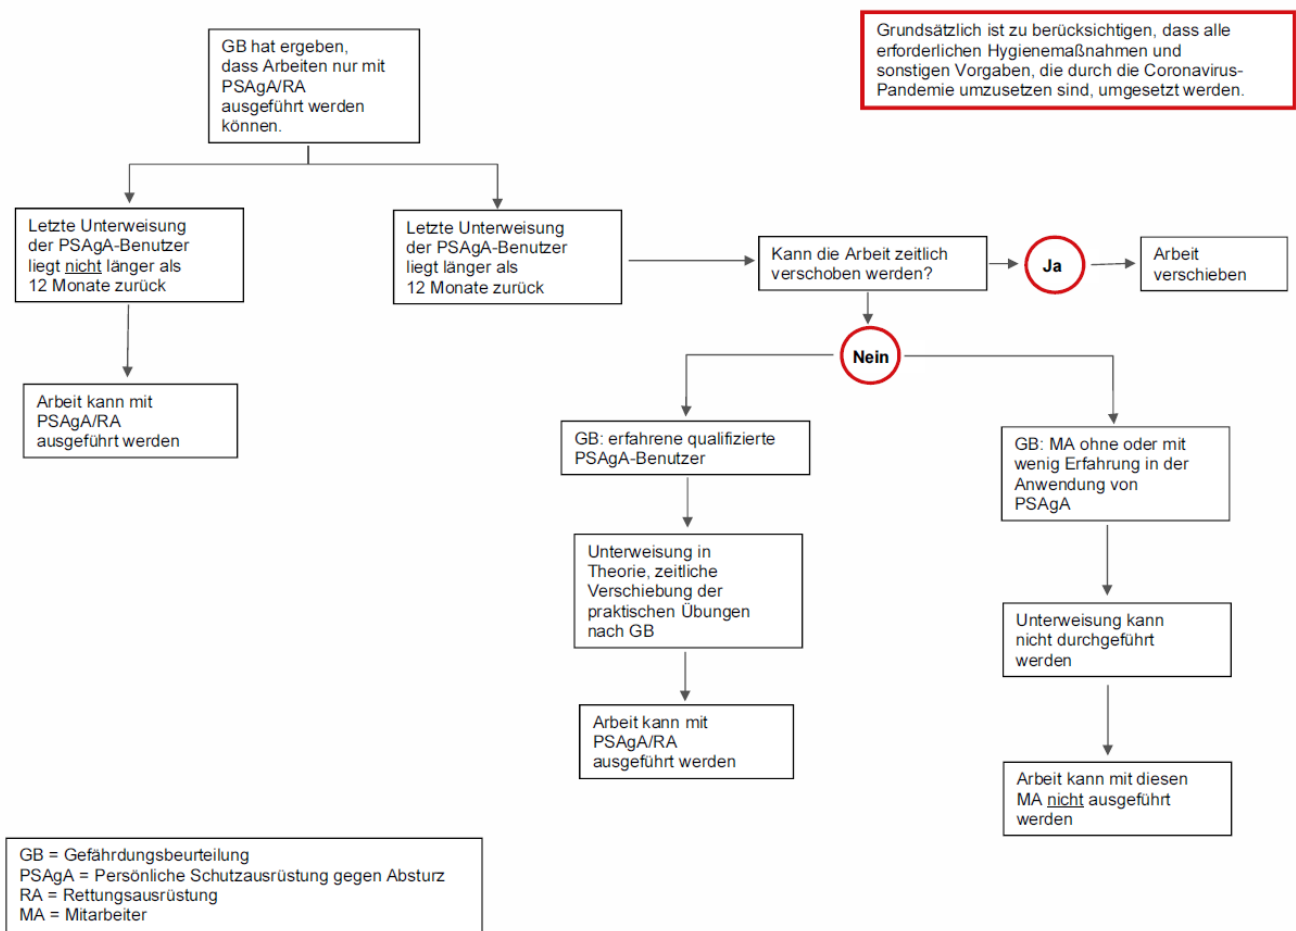 GB hat ergeben,
dass Arbeiten nur mit
PSAgA/RA
ausgeführt werden
können.
Grundsätzlich ist zu berücksichtigen, dass alle
erforderlichen Hygienemaßnahmen und
sonstigen Vorgaben, die durch die Coronavirus-
Pandemie umzusetzen sind, umgesetzt werden.
Letzte Unterweisung
der PSAgA-Benutzer
liegt nicht länger als
12 Monate zurück
Letzte Unterweisung
der PSAgA-Benutzer
liegt länger als
12 Monate zurück
Kann die Arbeit zeitlich
verschoben werden?
Ja
Arbeit
verschieben
Nein
Arbeit kann mit
PSAgA/RA
ausgeführt werden
GB: erfahrene qualifizierte
PSAgA-Benutzer
GB: MA ohne oder mit
wenig Erfahrung in der
Anwendung von
PSAgA
Unterweisung in
Theorie, zeitliche
Verschiebung der
praktischen Übungen
nach GB
Unterweisung kann
nicht durchgeführt
werden
Arbeit kann mit
PSAgA/RA
ausgeführt werden
Arbeit kann mit diesen
MA nicht ausgeführt
werden
GB = Gefährdungsbeurteilung
PSAgA = Persönliche Schutzausrüstung gegen Absturz
RA = Rettungsausrüstung
MA = Mitarbeiter